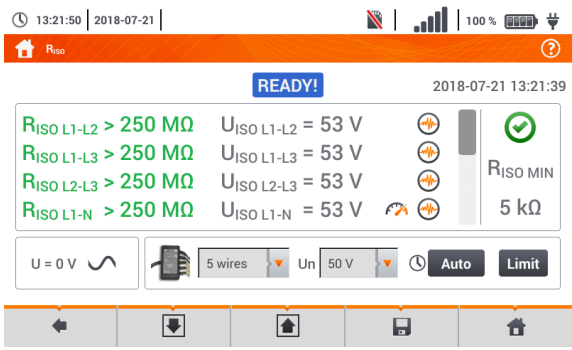 13:21:50 2018-07-21 100 %
RISO
READY! 2018-07-21 13:21:39
RISO L1-L2 > 250 MΩ UISO L1-L2 = 53 V
RISO L1-L3 > 250 MΩ UISO L1-L3 = 53 V
RISO L2-L3 > 250 MΩ UISO L2-L3 = 53 V
RISO L1-N > 250 MΩ UISO L1-N = 53 V
RISO MIN
5 kΩ
U = 0 V 5 wires Un 50 V Auto Limit